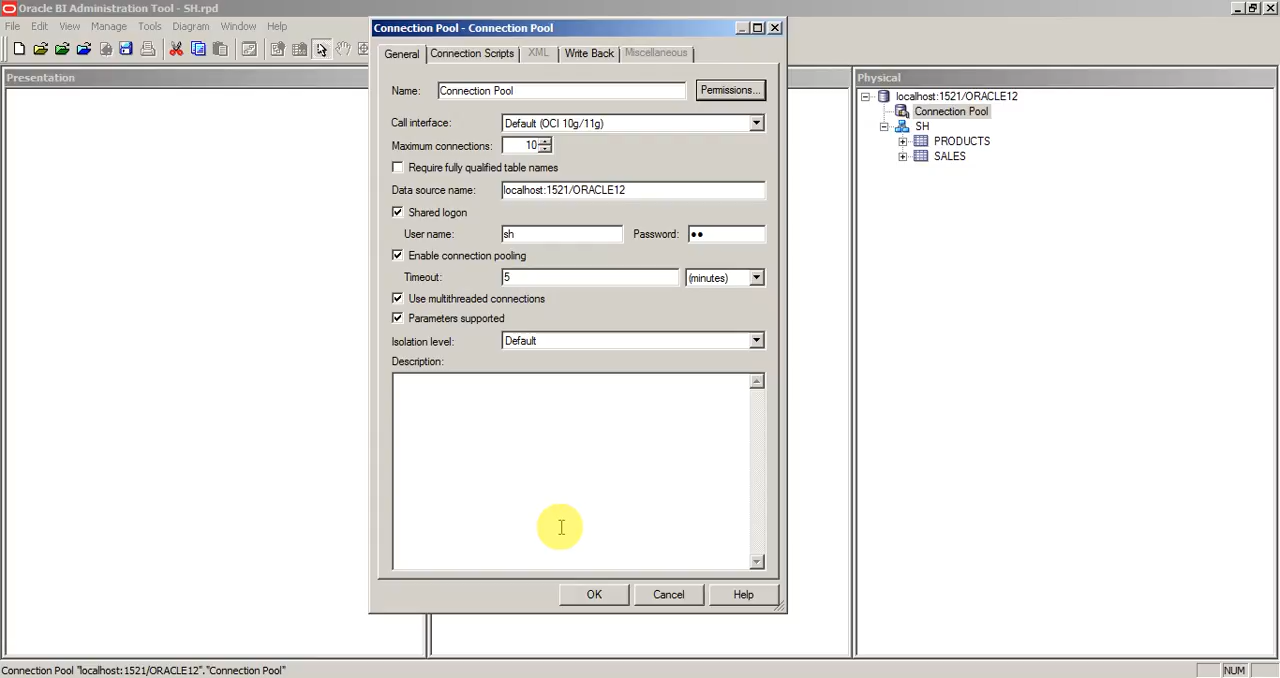 Oracle BI Administration Tool - SH.rpd
File Edit View Manage Tools Diagram Window Help
Presentation
Connection Pool - Connection Pool
General Connection Scripts XML Write Back Miscellaneous
Name: Connection Pool Permissions...
Call interface: Default (OCI 10g/11g)
Maximum connections: 10
Require fully qualified table names
Data source name: localhost:1521/ORACLE12
Shared logon
User name: sh Password: ●●
Enable connection pooling
Timeout: 5 (minutes)
Use multithreaded connections
Parameters supported
Isolation level: Default
Description:
OK Cancel Help
Physical
localhost:1521/ORACLE12
Connection Pool
SH
PRODUCTS
SALES
Connection Pool "localhost:1521/ORACLE12"."Connection Pool"
NUM